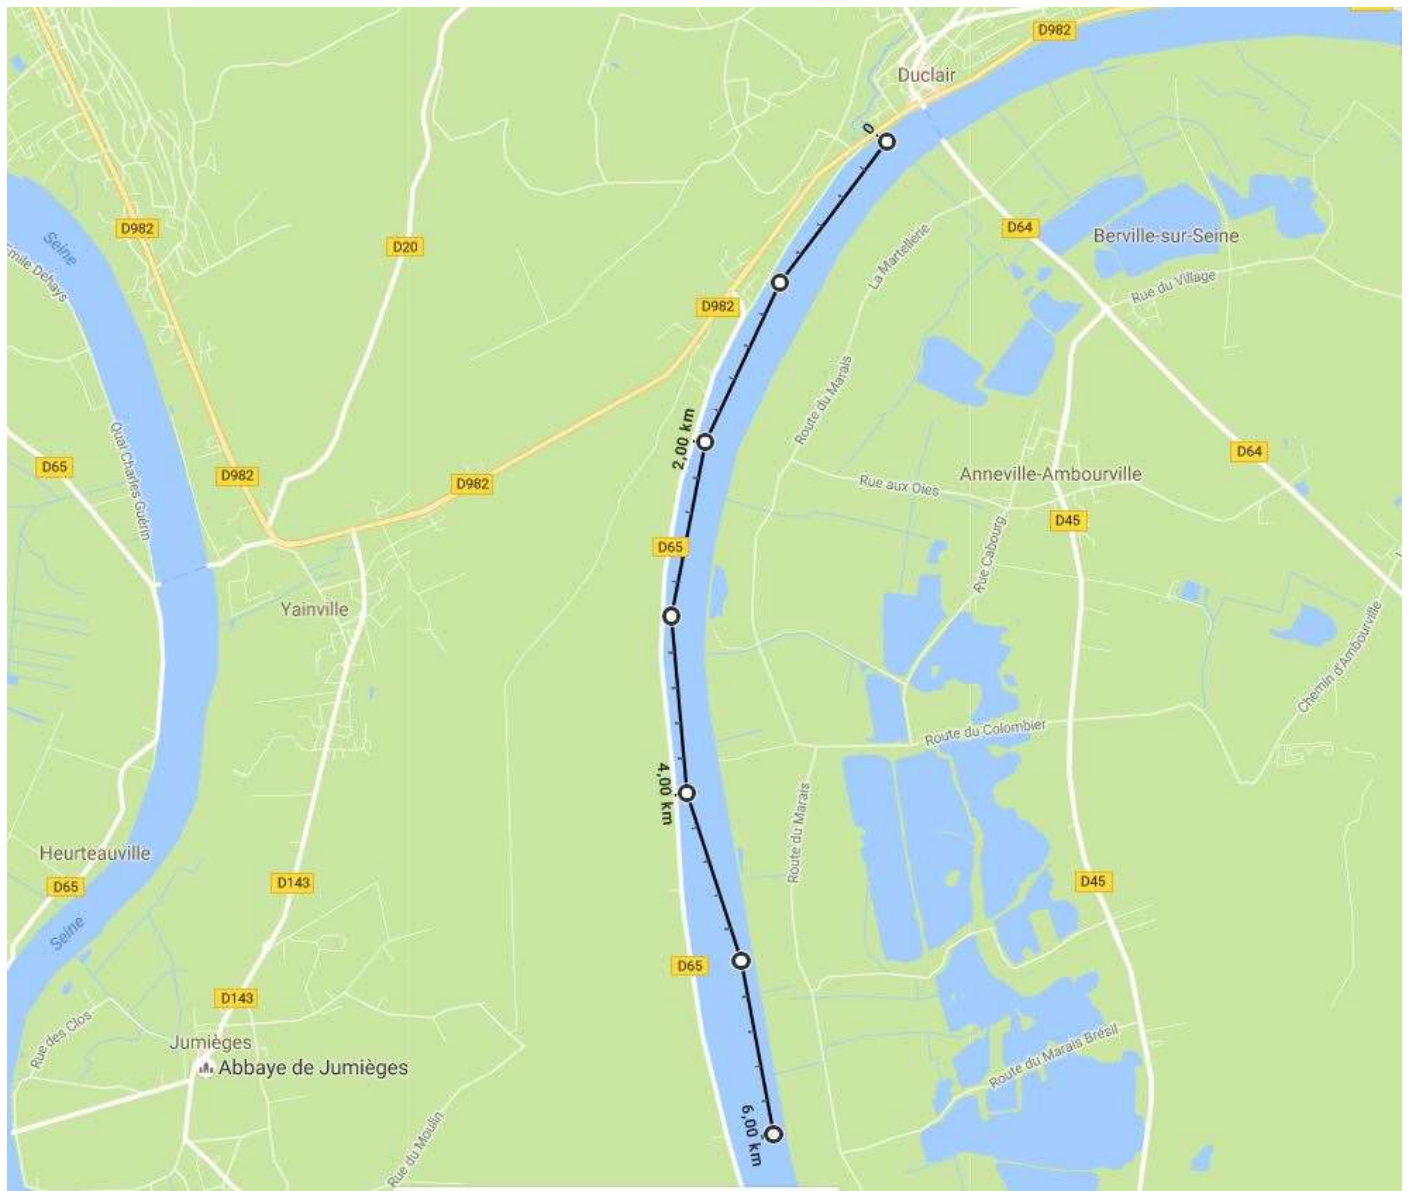 D982
Duclair
0
D982
D64
Berville-sur-Seine
Seine
Emile Dehays
D20
La Martellerie
Rue du Village
D982
Route du Marais
2,00 km
Quai Charles Guérin
D65
D982
D982
D64
Anneville-Ambourville
Rue aux Oies
D45
D65
Rue Cabourg
Yainville
Chemin d'Ambourville
Route du Colombier
4,00 km
Route du Marais
Heurteauville
D65
D143
D45
Seine
D65
D143
Rue des Clos
Jumièges
Abbaye de Jumièges
Route du Marais Brésil
6,00 km
Rue du Moulin